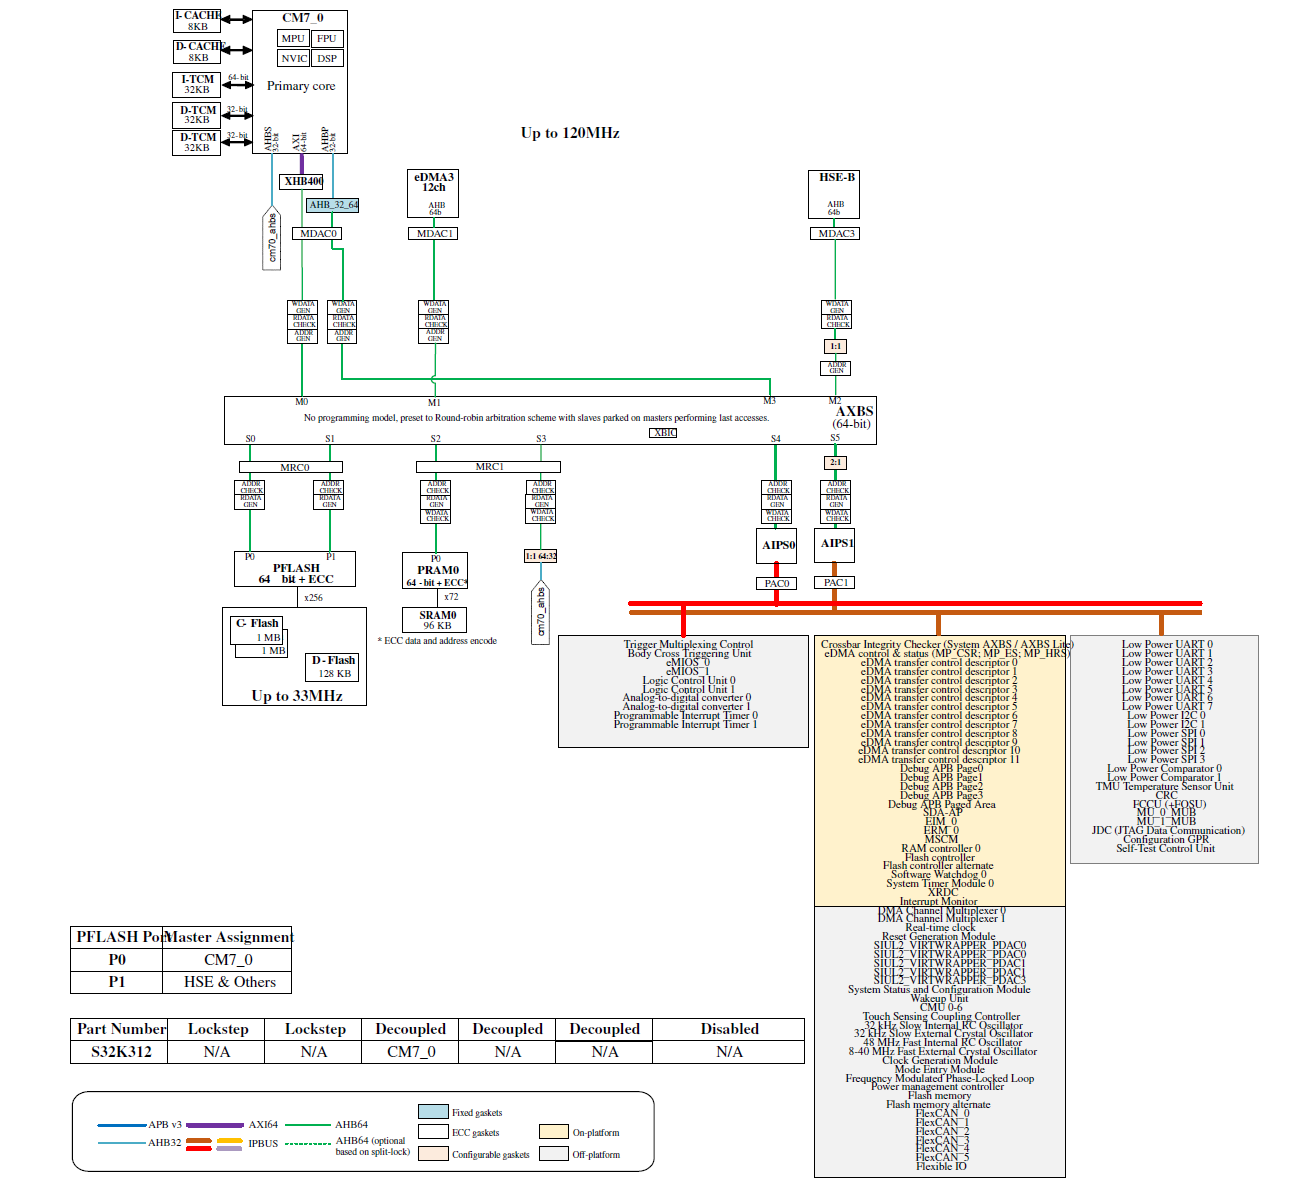 I- CACHE
8KB
D- CACHE
8KB
I-TCM
32KB
D-TCM
32KB
D-TCM
32KB
64- bit
32- bit
32- bit
CM7_0
MPU
FPU
NVIC
DSP
Primary core
AHBS
32-bit
AXI
64-bit
AHBP
32-bit
Up to 120MHz
XHB400
AHB_32_64
cm70_ahbs
MDAC0
eDMA3
12ch
AHB
64b
MDAC1
HSE-B
AHB
64b
MDAC3
WDATA
GEN
RDATA
CHECK
ADDR
GEN
WDATA
GEN
RDATA
CHECK
ADDR
GEN
WDATA
GEN
RDATA
CHECK
ADDR
GEN
WDATA
GEN
RDATA
CHECK
1:1
ADDR
GEN
M0
M1
M3
M2
No programming model, preset to Round-robin arbitration scheme with slaves parked on masters performing last accesses.
AXBS
(64-bit)
XBIC
S0
S1
S2
S3
S4
S5
MRC0
MRC1
2:1
ADDR
CHECK
RDATA
GEN
ADDR
CHECK
RDATA
GEN
ADDR
CHECK
RDATA
GEN
WDATA
CHECK
ADDR
CHECK
RDATA
GEN
WDATA
CHECK
ADDR
CHECK
RDATA
GEN
WDATA
CHECK
ADDR
CHECK
RDATA
GEN
WDATA
CHECK
P0
P1
PFLASH
64 bit + ECC
x256
P0
PRAM0
64 - bit + ECC*
x72
SRAM0
96 KB
* ECC data and address encode
1:1 64:32
cm70_ahbs
AIPS0
AIPS1
PAC0
PAC1
C- Flash
1 MB
1 MB
D - Flash
128 KB
Up to 33MHz
Trigger Multiplexing Control
Body Cross Triggering Unit
eMIOS_0
eMIOS_1
Logic Control Unit 0
Logic Control Unit 1
Analog-to-digital converter 0
Analog-to-digital converter 1
Programmable Interrupt Timer 0
Programmable Interrupt Timer 1
Crossbar Integrity Checker (System AXBS / AXBS Lite)
eDMA control & status (MP_CSR; MP_ES; MP_HRS)
eDMA transfer control descriptor 0
eDMA transfer control descriptor 1
eDMA transfer control descriptor 2
eDMA transfer control descriptor 3
eDMA transfer control descriptor 4
eDMA transfer control descriptor 5
eDMA transfer control descriptor 6
eDMA transfer control descriptor 7
eDMA transfer control descriptor 8
eDMA transfer control descriptor 9
eDMA transfer control descriptor 10
eDMA transfer control descriptor 11
Debug APB Page0
Debug APB Page1
Debug APB Page2
Debug APB Page3
Debug APB Paged Area
SDA-AP
EIM_0
ERM_0
MSCM
RAM controller 0
Flash controller
Flash controller alternate
Software Watchdog 0
System Timer Module 0
XRDC
Interrupt Monitor
DMA Channel Multiplexer 0
DMA Channel Multiplexer 1
Real-time clock
Reset Generation Module
SIUL2_VIRTWRAPPER_PDAC0
SIUL2_VIRTWRAPPER_PDAC0
SIUL2_VIRTWRAPPER_PDAC1
SIUL2_VIRTWRAPPER_PDAC1
SIUL2_VIRTWRAPPER_PDAC3
System Status and Configuration Module
Wakeup Unit
CMU 0-6
Touch Sensing Coupling Controller
32 kHz Slow Internal RC Oscillator
32 kHz Slow External Crystal Oscillator
48 MHz Fast Internal RC Oscillator
8-40 MHz Fast External Crystal Oscillator
Clock Generation Module
Mode Entry Module
Frequency Modulated Phase-Locked Loop
Power management controller
Flash memory
Flash memory alternate
FlexCAN_0
FlexCAN_1
FlexCAN_2
FlexCAN_3
FlexCAN_4
FlexCAN_5
Flexible IO
Low Power UART 0
Low Power UART 1
Low Power UART 2
Low Power UART 3
Low Power UART 4
Low Power UART 5
Low Power UART 6
Low Power UART 7
Low Power I2C 0
Low Power I2C 1
Low Power SPI 0
Low Power SPI 1
Low Power SPI 2
Low Power SPI 3
Low Power Comparator 0
Low Power Comparator 1
TMU Temperature Sensor Unit
CRC
FCCU (+FOSU)
MU_0_MUB
MU_1_MUB
JDC (JTAG Data Communication)
Configuration GPR
Self-Test Control Unit
PFLASH Port Master Assignment
P0 CM7_0
P1 HSE & Others
Part Number Lockstep Lockstep Decoupled Decoupled Decoupled Disabled
S32K312 N/A N/A CM7_0 N/A N/A N/A
APB v3
AXI64
AHB64
AHB32
IPBUS
AHB64 (optional
based on split-lock)
Fixed gaskets
ECC gaskets
Configurable gaskets
On-platform
Off-platform